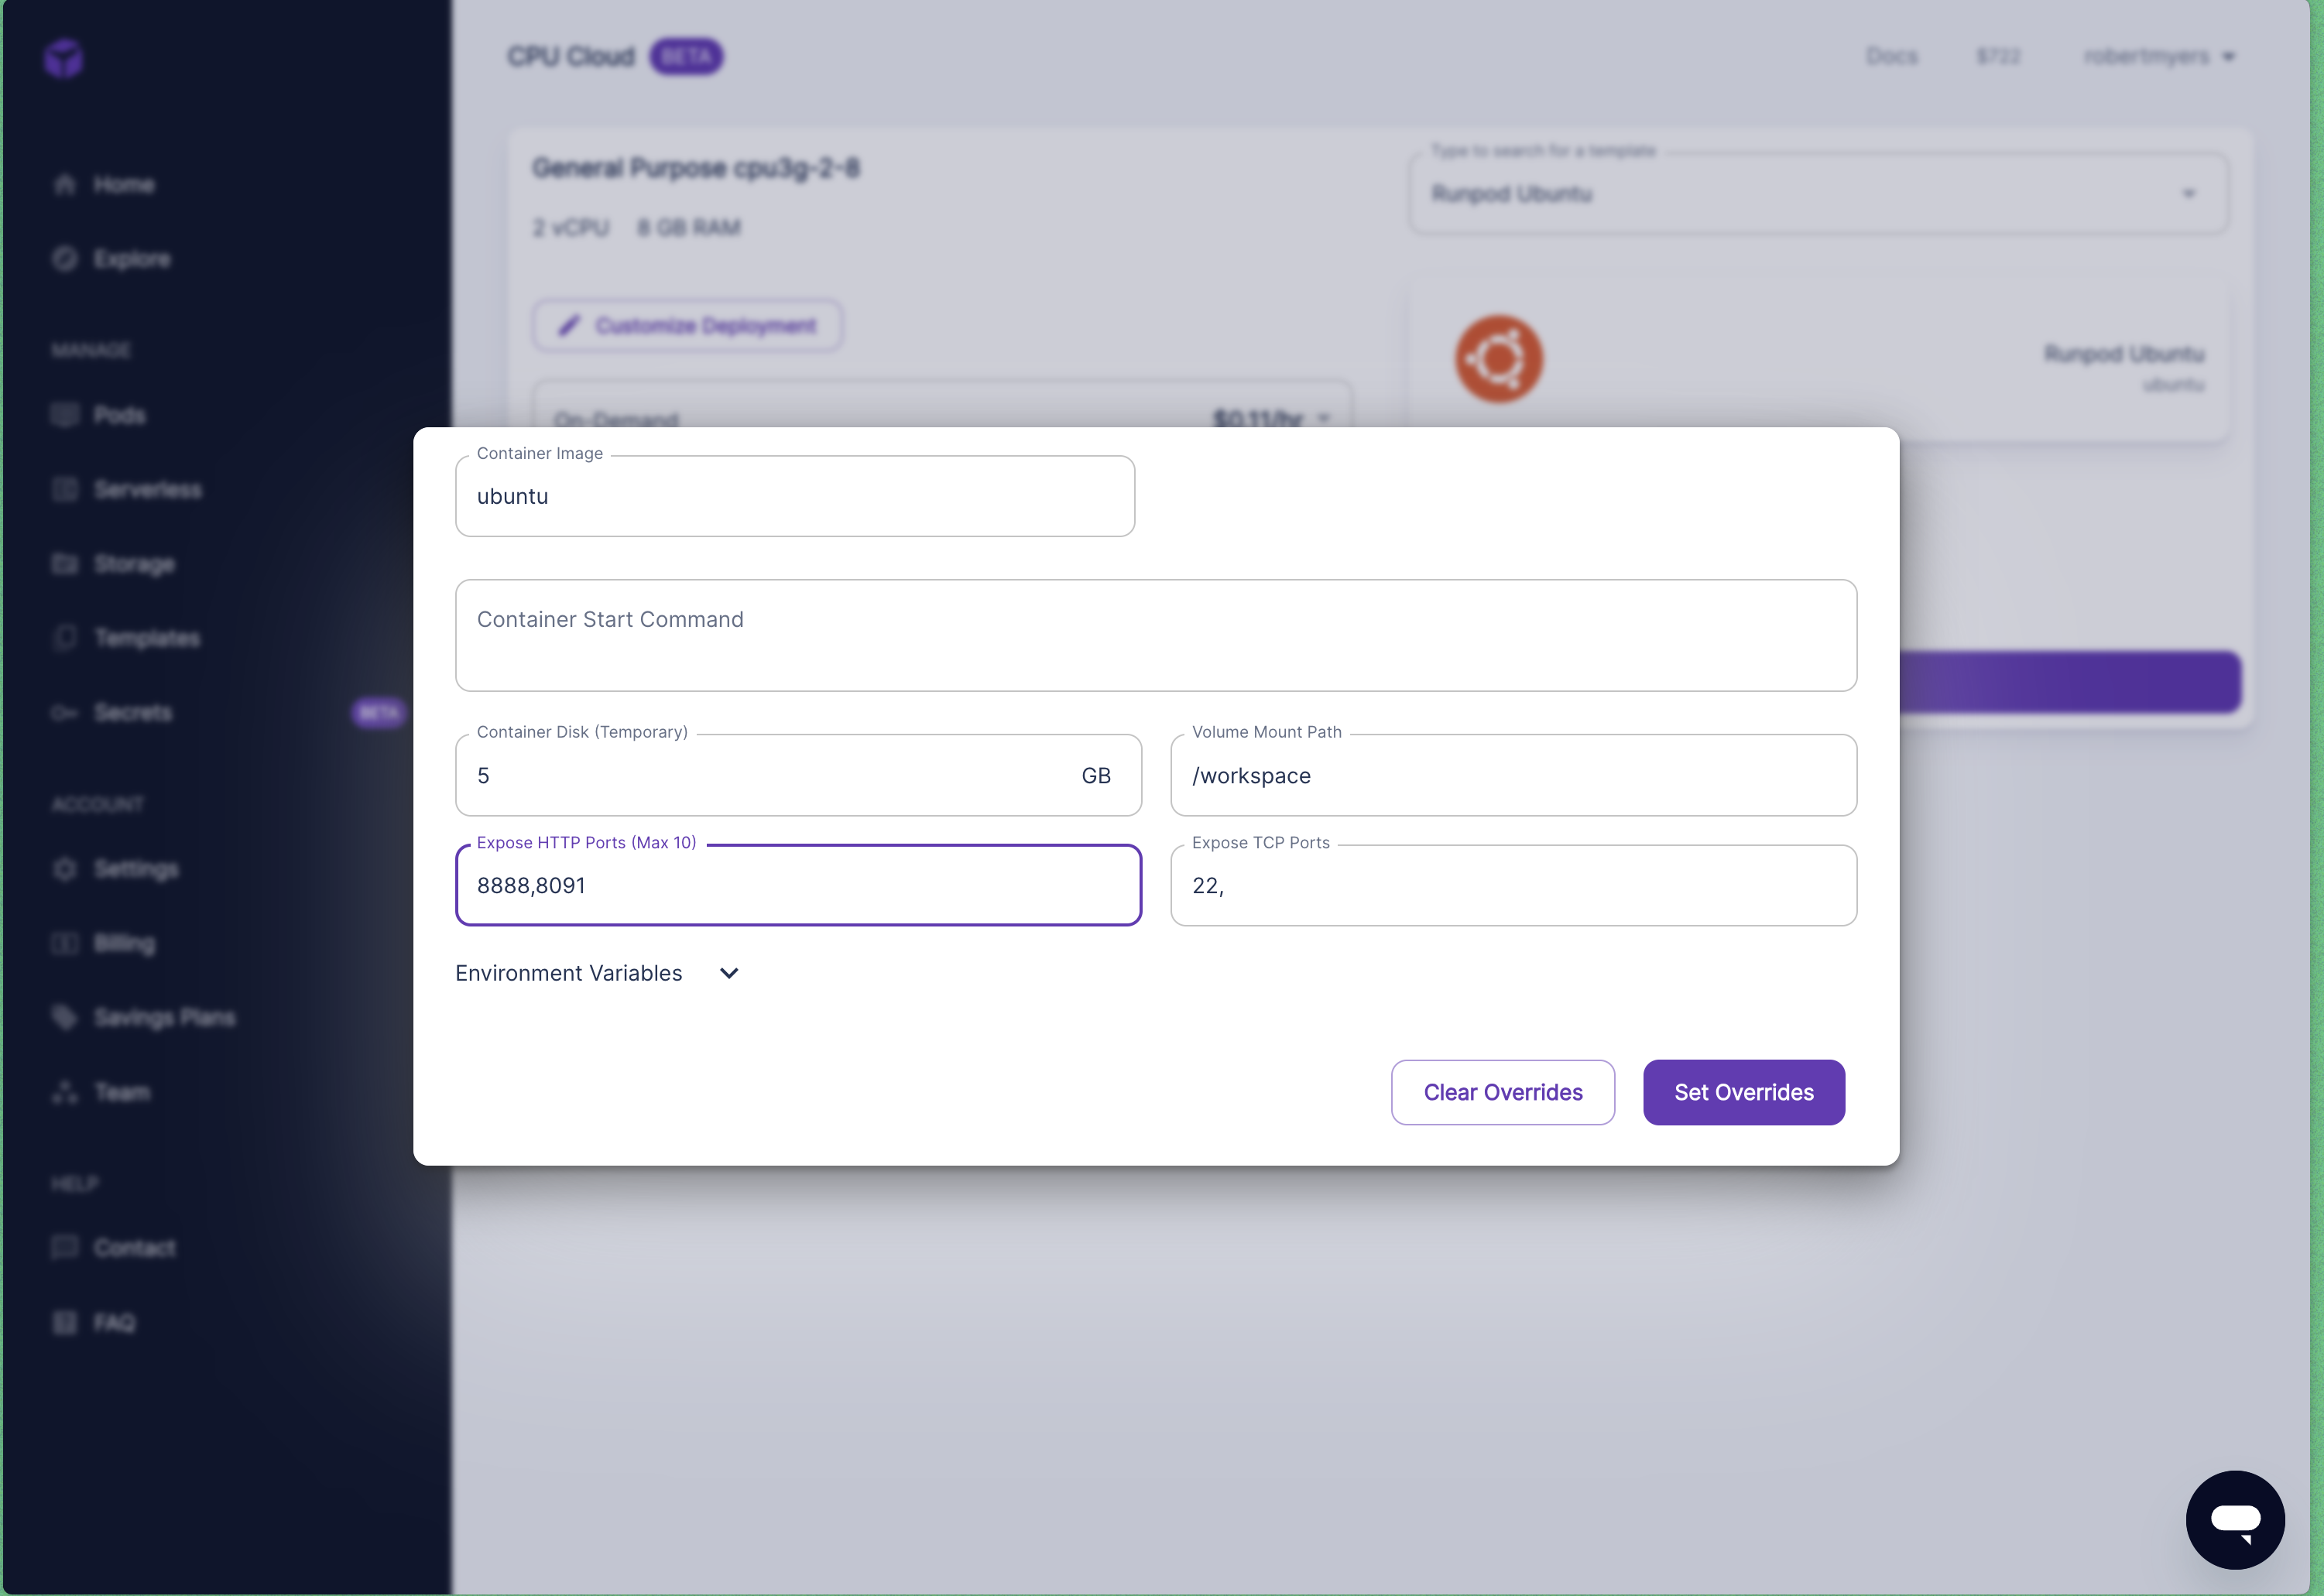 CPU Cloud BETA
Docs $722 robertmyers
Home
Explore
MANAGE
Pods
Serverless
Storage
Templates
Secrets BETA
ACCOUNT
Settings
Billing
Savings Plans
Team
HELP
Contact
FAQ
General Purpose cpu3g-2-8
2 vCPU 8 GB RAM
Customize Deployment
On-Demand $0.11/hr
Type to search for a template
Runpod Ubuntu
Runpod Ubuntu
ubuntu
Container Image
ubuntu
Container Start Command
Container Disk (Temporary)
5 GB
Volume Mount Path
/workspace
Expose HTTP Ports (Max 10)
8888,8091
Expose TCP Ports
22,
Environment Variables
Clear Overrides
Set Overrides